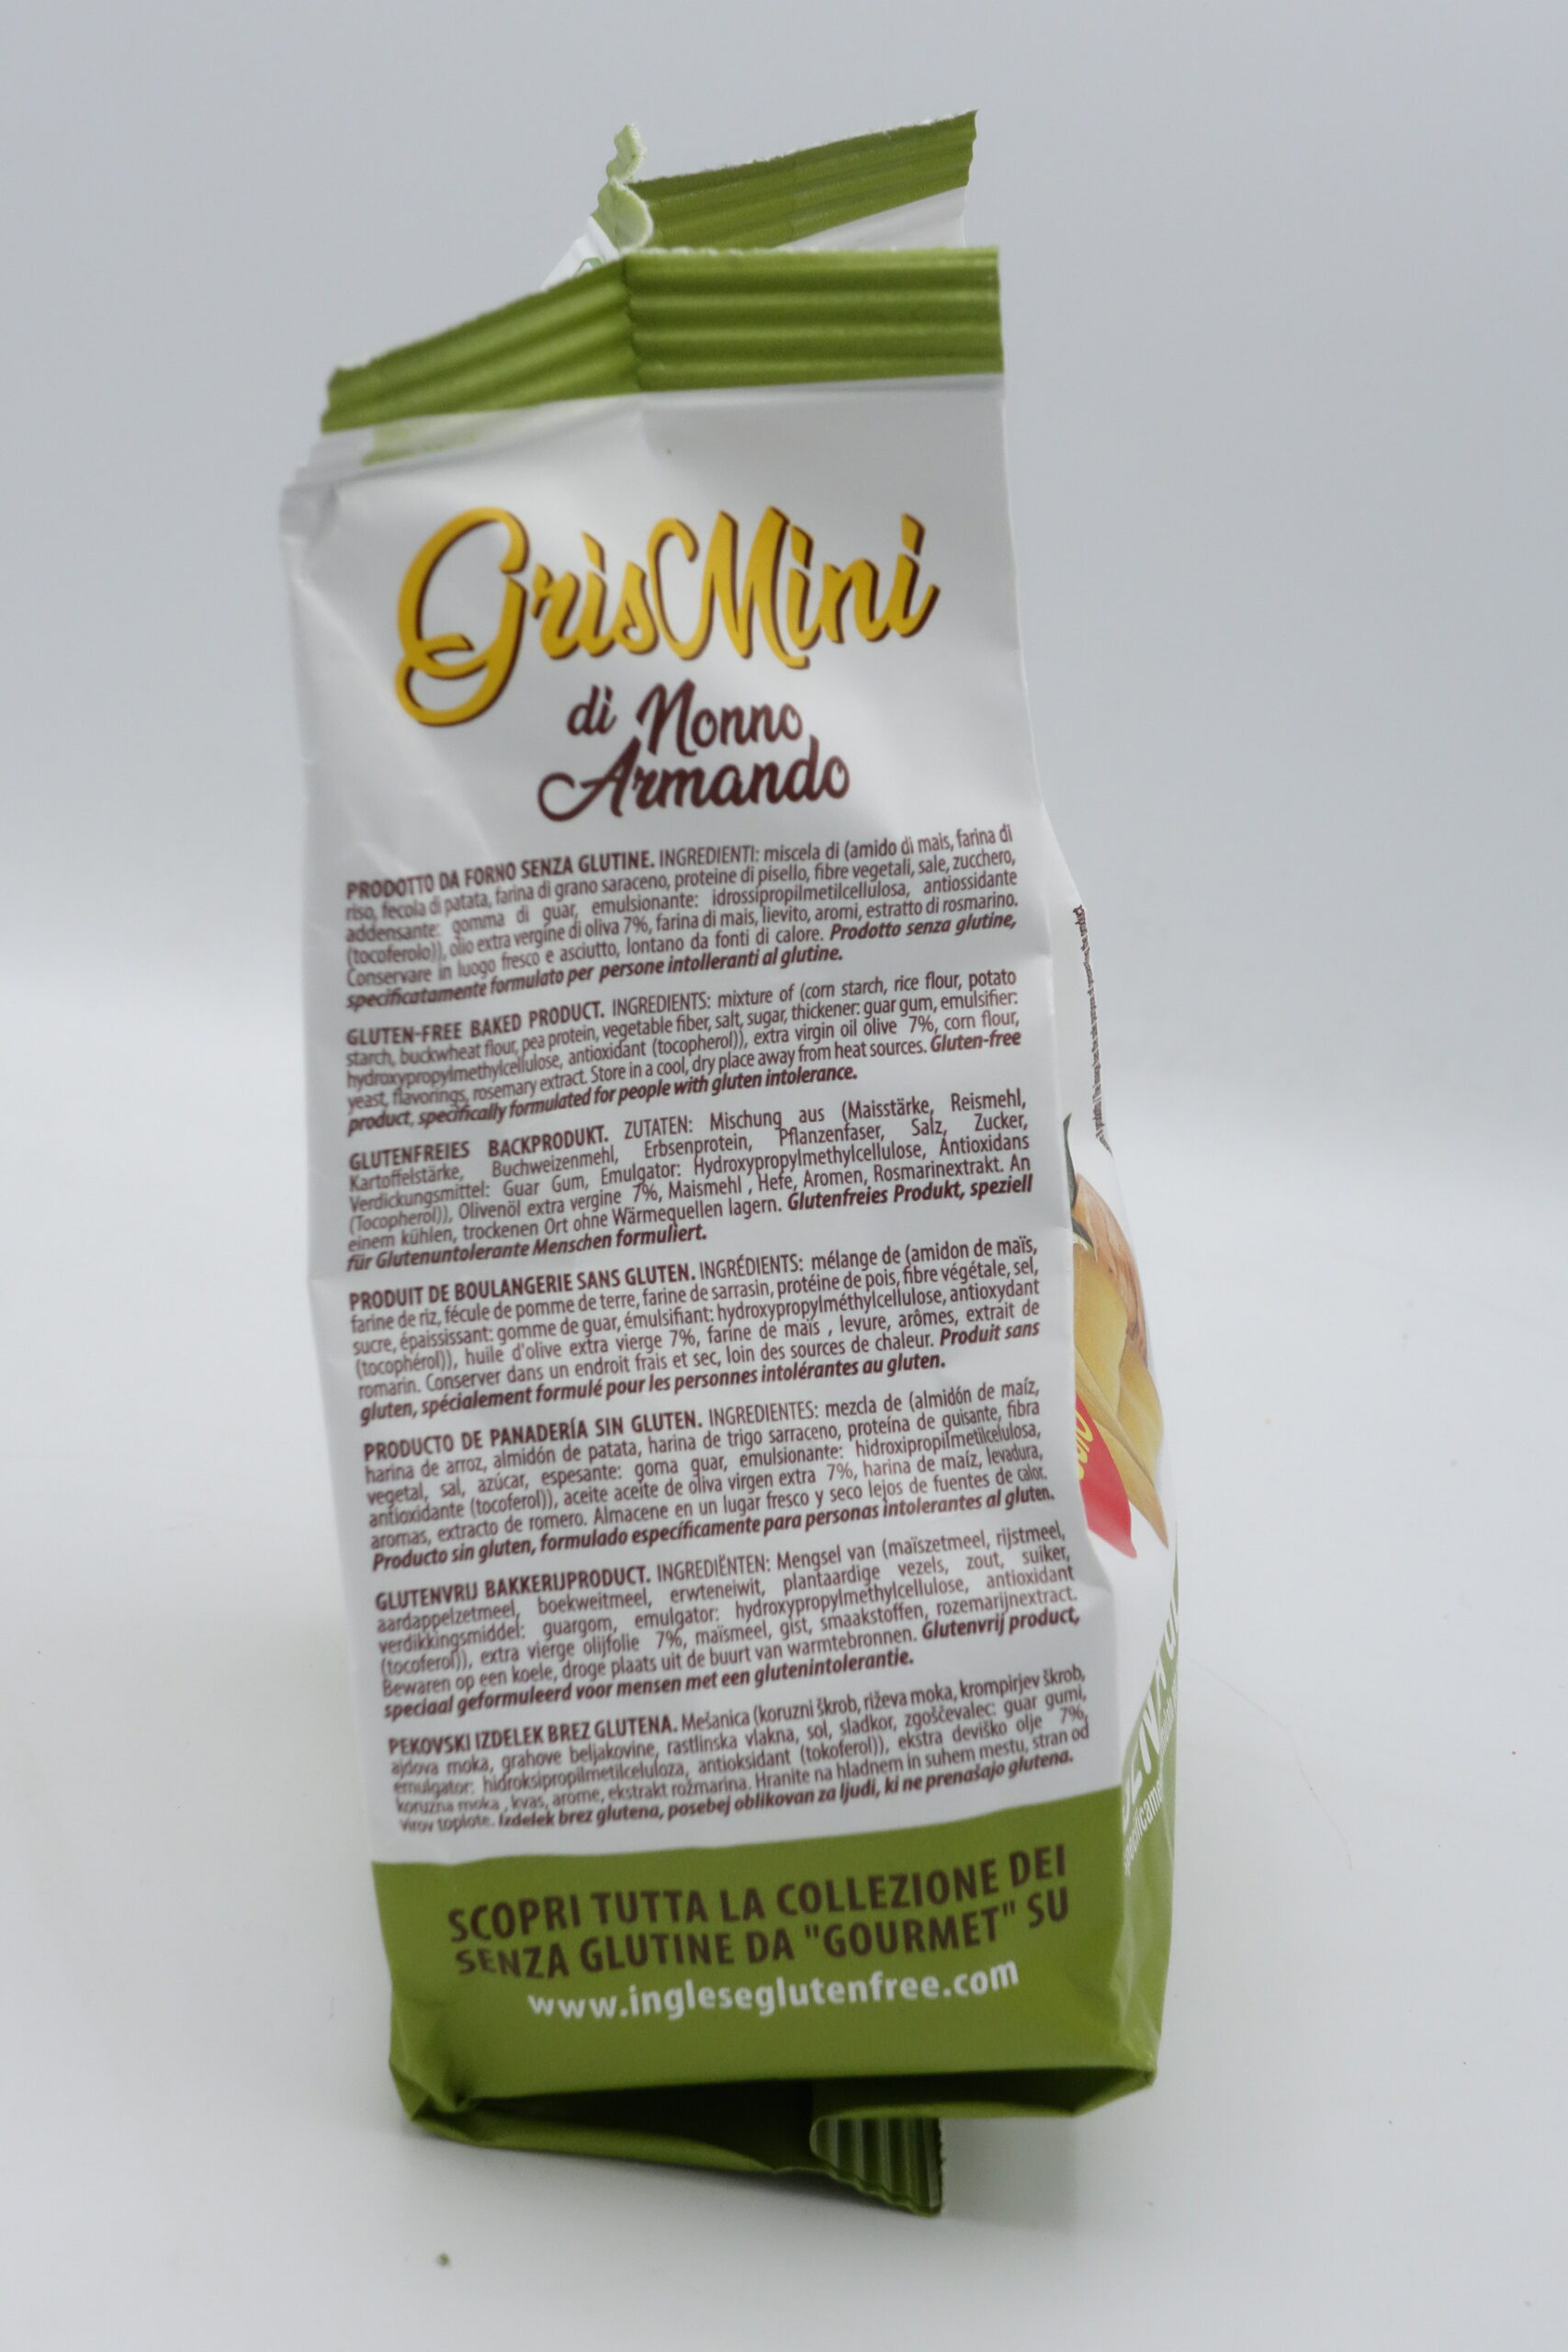 GrisMini
di Nonno
Armando
PRODOTTO DA FORNO SENZA GLUTINE. INGREDIENTI: miscela di (amido di mais, farina di
riso, fecola di patata, farina di grano saraceno, proteine di pisello, fibre vegetali, sale, zucchero,
addensante: gomma di guar, emulsionante: idrossipropilmetilcellulosa, antiossidante
(tocoferolo)), olio extra vergine di oliva 7%, farina di mais, lievito, aromi, estratto di rosmarino.
Conservare in luogo fresco e asciutto, lontano da fonti di calore. Prodotto senza glutine,
specificatamente formulato per persone intolleranti al glutine.
GLUTEN-FREE BAKED PRODUCT. INGREDIENTS: mixture of (corn starch, rice flour, potato
starch, buckwheat flour, pea protein, vegetable fiber, salt, sugar, thickener: guar gum, emulsifier:
hydroxypropylmethylcellulose, antioxidant (tocopherol)), extra virgin oil olive 7%, corn flour,
yeast, flavorings, rosemary extract. Store in a cool, dry place away from heat sources. Gluten-free
product, specifically formulated for people with gluten intolerance.
GLUTENFREIES BACKPRODUKT. ZUTATEN: Mischung aus (Maisstärke, Reismehl,
Kartoffelstärke, Buchweizenmehl, Erbsenprotein, Pflanzenfaser, Salz, Zucker,
Verdickungsmittel: Guar Gum, Emulgator: Hydroxypropylmethylcellulose, Antioxidans
(Tocopherol)), Olivenöl extra vergine 7%, Maismehl , Hefe, Aromen, Rosmarinextrakt. An
einem kühlen, trockenen Ort ohne Wärmequellen lagern. Glutenfreies Produkt, speziell
für Glutenuntolerante Menschen formuliert.
PRODUIT DE BOULANGERIE SANS GLUTEN. INGRÉDIENTS: mélange de (amidon de maïs,
farine de riz, fécule de pomme de terre, farine de sarrasin, protéine de pois, fibre végétale, sel,
sucre, épaississant: gomme de guar, émulsifiant: hydroxypropylméthylcellulose, antioxydant
(tocophérol)), huile d'olive extra vierge 7%, farine de maïs , levure, arômes, extrait de
romarin. Conserver dans un endroit frais et sec, loin des sources de chaleur. Produit sans
gluten, spécialement formulé pour les personnes intolérantes au gluten.
PRODUCTO DE PANADERÍA SIN GLUTEN. INGREDIENTES: mezcla de (almidón de maíz,
harina de arroz, almidón de patata, harina de trigo sarraceno, proteína de guisante, fibra
vegetal, sal, azúcar, espesante: goma guar, emulsionante: hidroxipropilmetilcelulosa,
antioxidante (tocoferol)), aceite aceite de oliva virgen extra 7%, harina de maíz, levadura,
aromas, extracto de romero. Almacene en un lugar fresco y seco lejos de fuentes de calor.
Producto sin gluten, formulado específicamente para personas intolerantes al gluten.
GLUTENVRIJ BAKKERIJPRODUCT. INGREDIËNTEN: Mengsel van (maïszetmeel, rijstmeel,
aardappelzetmeel, boekweitmeel, erwteneiwit, plantaardige vezels, zout, suiker,
verdikkingsmiddel: guargom, emulgator: hydroxypropylmethylcellulose, antioxidant
(tocoferol)), extra vierge olijfolie 7%, maïsmeel, gist, smaakstoffen, rozemarijnextract.
Bewaren op een koele, droge plaats uit de buurt van warmtebronnen. Glutenvrij product,
speciaal geformuleerd voor mensen met een glutenintolerantie.
PEKOVSKI IZDELEK BREZ GLUTENA. Mešanica (koruzni škrob, riževa moka, krompirjev škrob,
ajdova moka, grahove beljakovine, rastlinska vlakna, sol, sladkor, zgoščevalec: guar gumi,
emulgator: hidroksipropilmetilceluloza, antioksidant (tokoferol)), ekstra deviško olje 7%,
koruzna moka , kvas, arome, ekstrakt rožmarina. Hranite na hladnem in suhem mestu, stran od
virov toplote. Izdelek brez glutena, posebej oblikovan za ljudi, ki ne prenašajo glutena.
SCOPRI TUTTA LA COLLEZIONE DEI
SENZA GLUTINE DA "GOURMET" SU
www.ingleseglutenfree.com